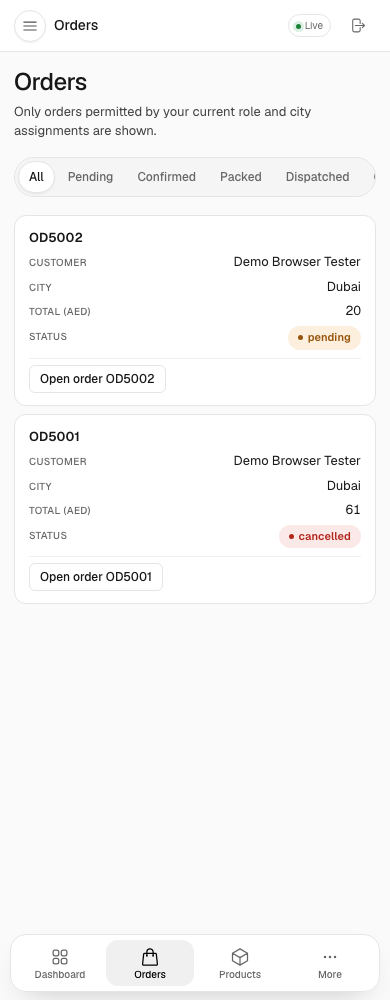 Orders
Live
Orders
Only orders permitted by your current role and city
assignments are shown.
All Pending Confirmed Packed Dispatched
OD5002
CUSTOMER Demo Browser Tester
CITY Dubai
TOTAL (AED) 20
STATUS pending
Open order OD5002
OD5001
CUSTOMER Demo Browser Tester
CITY Dubai
TOTAL (AED) 61
STATUS cancelled
Open order OD5001
Dashboard Orders Products More